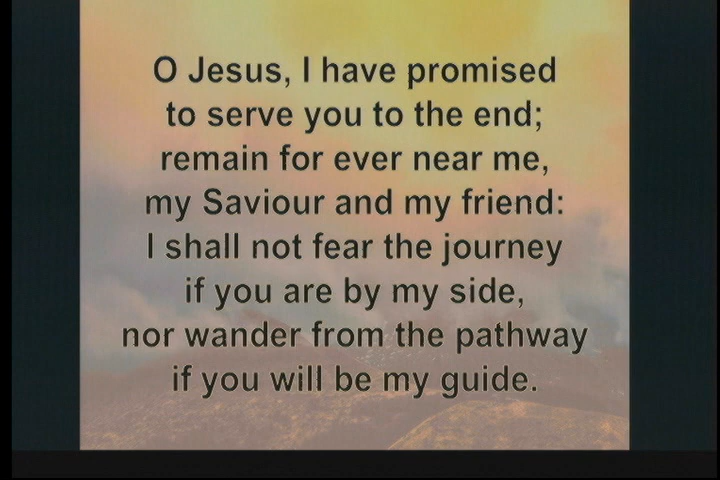 O Jesus, I have promised
to serve you to the end;
remain for ever near me,
my Saviour and my friend:
I shall not fear the journey
if you are by my side,
nor wander from the pathway
if you will be my guide.